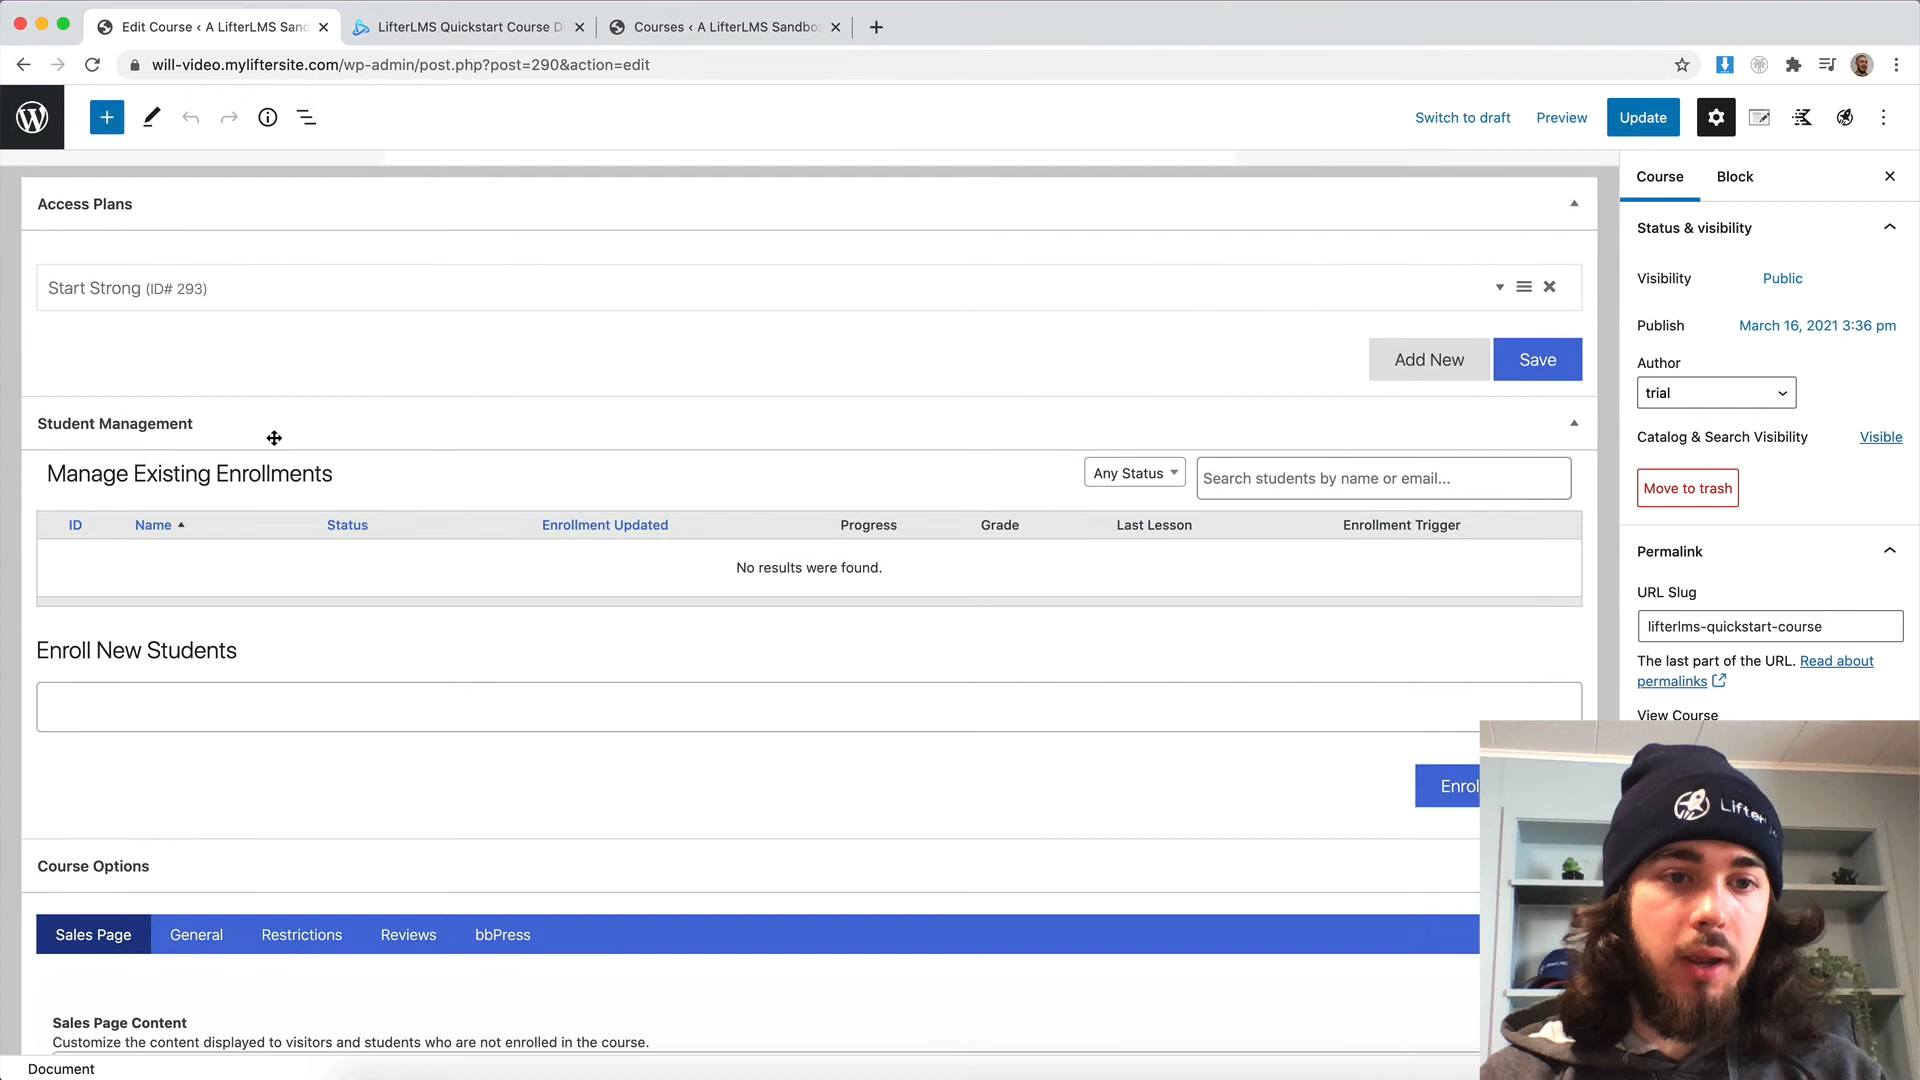 Edit Course ‹ A LifterLMS Sand
LifterLMS Quickstart Course D
Courses ‹ A LifterLMS Sandbo
will-video.myliftersite.com/wp-admin/post.php?post=290&action=edit
Switch to draft
Preview
Update
Course
Block
Access Plans
Status & visibility
Start Strong (ID# 293)
Visibility
Public
Publish
March 16, 2021 3:36 pm
Add New
Save
Author
trial
Student Management
Catalog & Search Visibility
Visible
Manage Existing Enrollments
Any Status
Search students by name or email...
Move to trash
ID
Name
Status
Enrollment Updated
Progress
Grade
Last Lesson
Enrollment Trigger
No results were found.
Permalink
URL Slug
lifterlms-quickstart-course
The last part of the URL. Read about
permalinks
View Course
Enroll New Students
Enrol
Course Options
Sales Page
General
Restrictions
Reviews
bbPress
Sales Page Content
Customize the content displayed to visitors and students who are not enrolled in the course.
Document